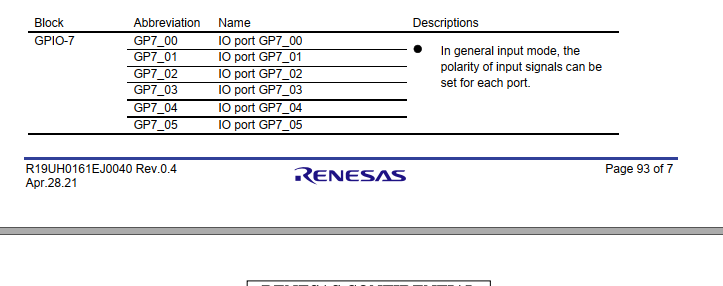 Block Abbreviation Name Descriptions
GPIO-7 GP7_00 IO port GP7_00
GP7_01 IO port GP7_01
GP7_02 IO port GP7_02
GP7_03 IO port GP7_03
GP7_04 IO port GP7_04
GP7_05 IO port GP7_05
● In general input mode, the
polarity of input signals can be
set for each port.
R19UH0161EJ0040 Rev.0.4
Apr.28.21
RENESAS
Page 93 of 7